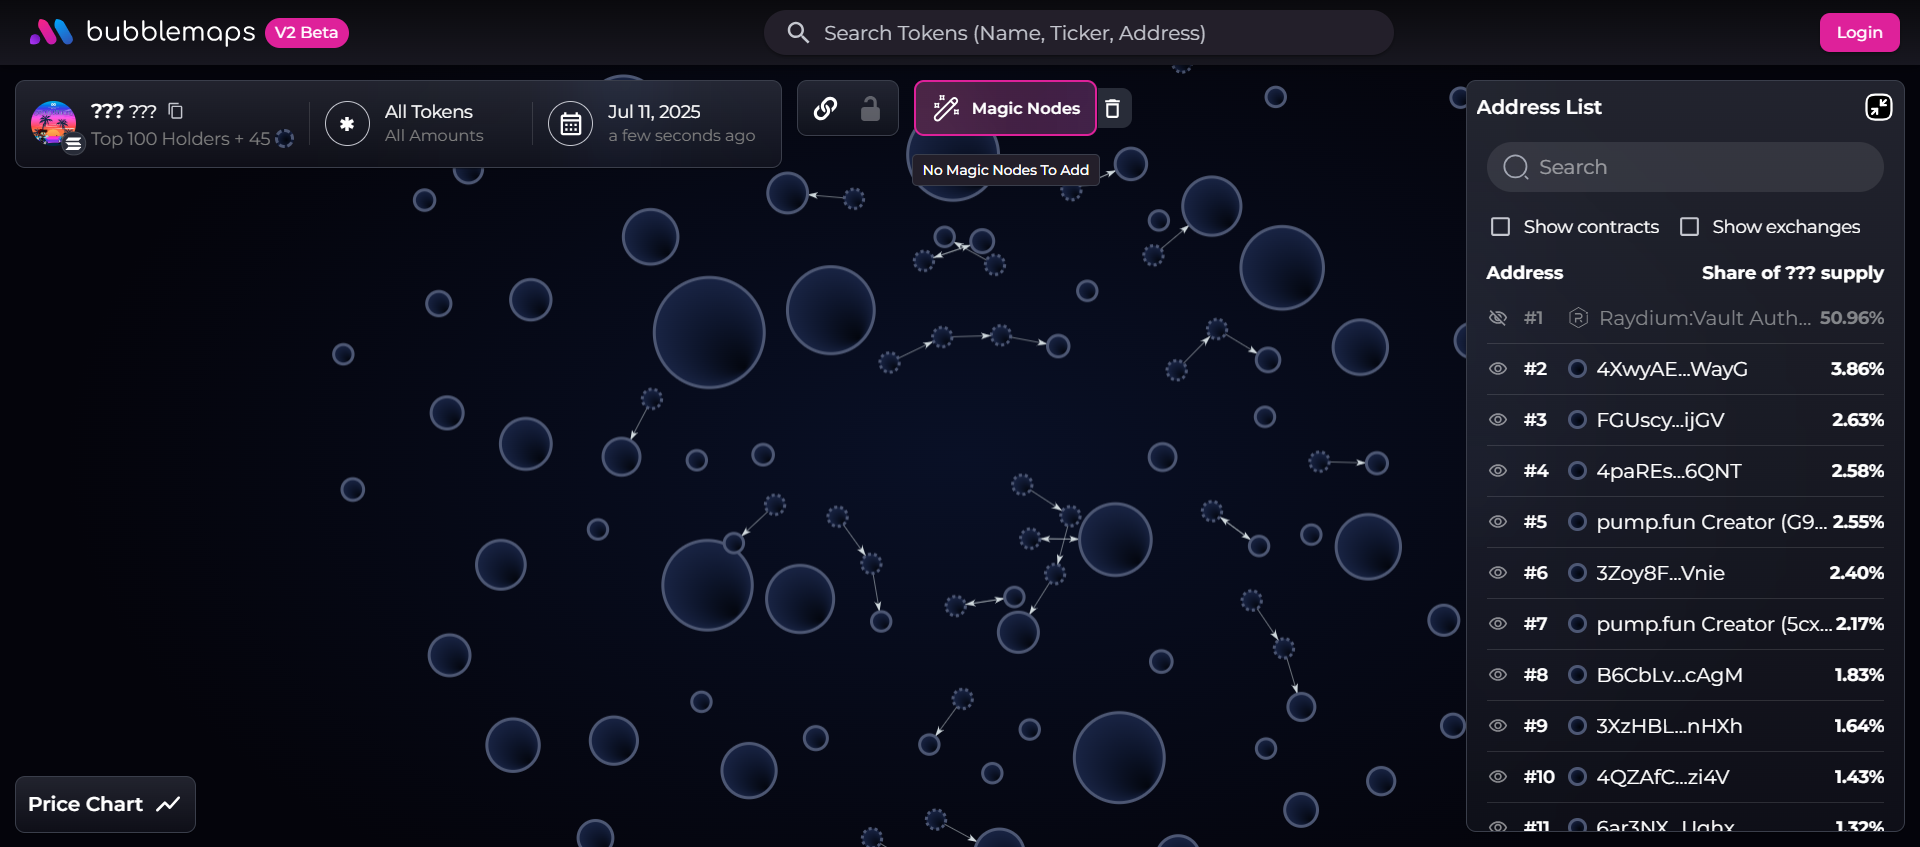 bubblemaps V2 Beta
Search Tokens (Name, Ticker, Address)
Login
??? ???
Top 100 Holders + 45
All Tokens
All Amounts
Jul 11, 2025
a few seconds ago
Magic Nodes
No Magic Nodes To Add
Address List
Search
Show contracts Show exchanges
Address Share of ??? supply
#1 Raydium:Vault Auth... 50.96%
#2 4XwyAE...WayG 3.86%
#3 FGUscy...ijGV 2.63%
#4 4paREs...6QNT 2.58%
#5 pump.fun Creator (G9... 2.55%
#6 3Zoy8F...Vnie 2.40%
#7 pump.fun Creator (5cx... 2.17%
#8 B6CbLv...cAgM 1.83%
#9 3XzHBL...nHXh 1.64%
#10 4QZAfC...zi4V 1.43%
#11 6ar3NX...Ughx 1.32%
Price Chart